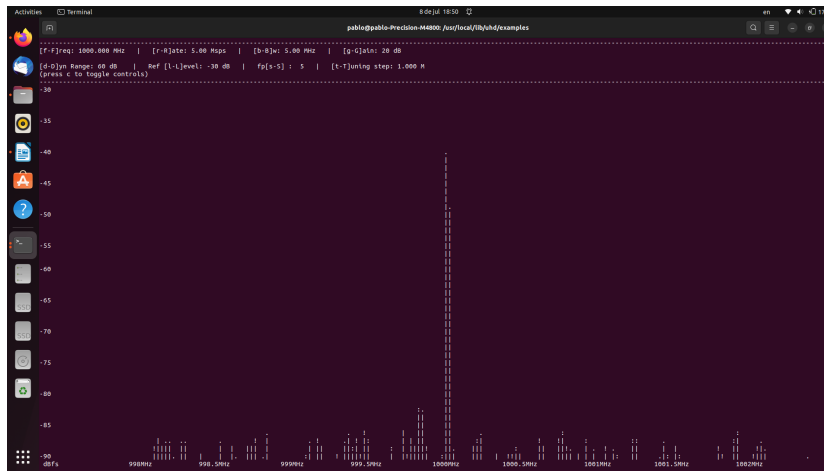 Activities Terminal 8 de jul 18:50 en
pablo@pablo-Precision-M4800: /usr/local/lib/uhd/examples
[f-F]req: 1000.000 MHz | [r-R]ate: 5.00 Msps | [b-B]w: 5.00 MHz | [g-G]ain: 20 dB
[d-D]yn Range: 60 dB | Ref [l-L]evel: -30 dB | fp[s-S] : 5 | [t-T]uning step: 1.000 M
(press c to toggle controls)
-30
-35
-40
-45
-50
-55
-60
-65
-70
-75
-80
-85
-90
dBfs 998MHz 998.5MHz 999MHz 999.5MHz 1000MHz 1000.5MHz 1001MHz 1001.5MHz 1002MHz